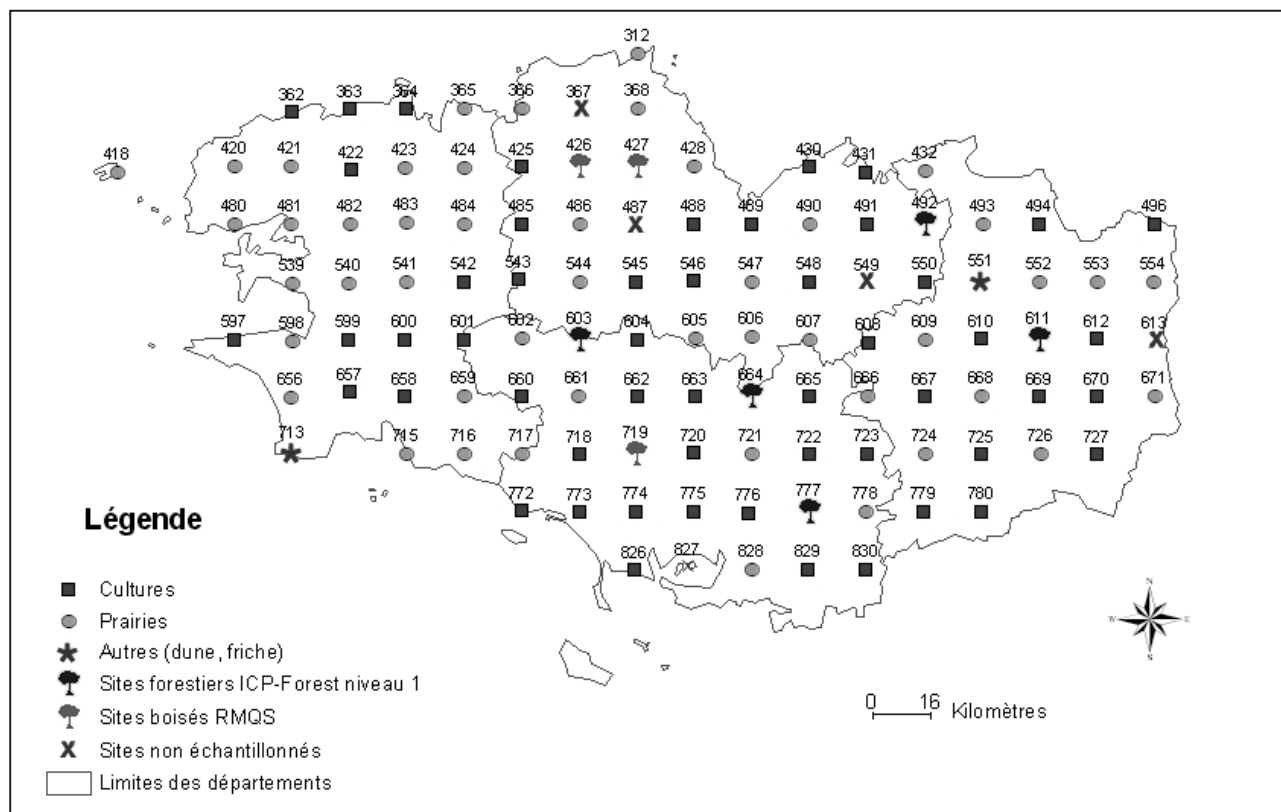 312
362 363 364 365 366 367 368
418 420 421 422 423 424 425 426 427 428 430 431 432
480 481 482 483 484 485 486 487 488 489 490 491 492 493 494 496
539 540 541 542 543 544 545 546 547 548 549 550 551 552 553 554
597 598 599 600 601 602 603 604 605 606 607 608 609 610 611 612 613
656 657 658 659 660 661 662 663 664 665 666 667 668 669 670 671
713 715 716 717 718 719 720 721 722 723 724 725 726 727
772 773 774 775 776 777 778 779 780
826 827 828 829 830
Légende
Cultures
Prairies
Autres (dune, friche)
Sites forestiers ICP-Forest niveau 1
Sites boisés RMQS
Sites non échantillonnés
Limites des départements
N
W E
S
0 16 Kilomètres